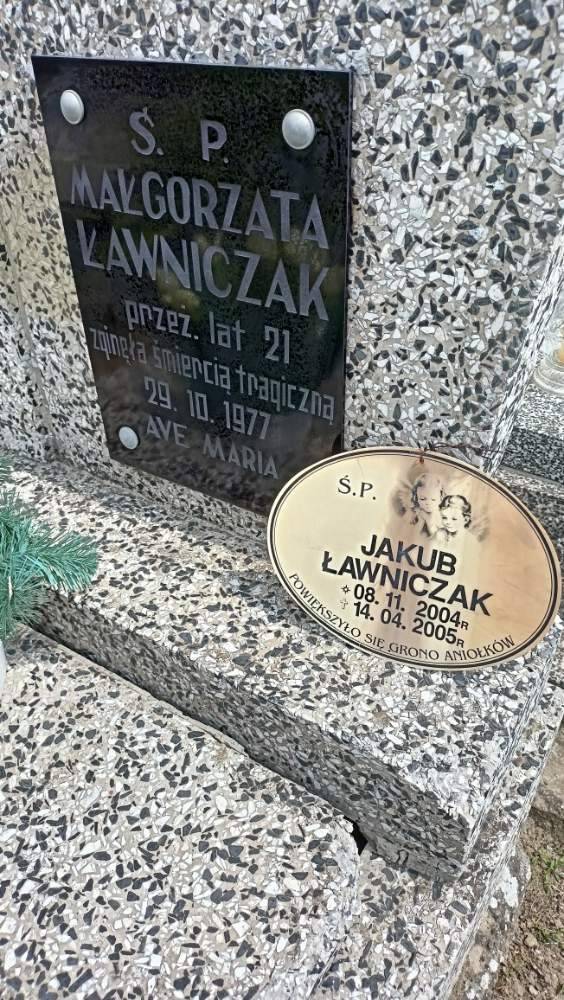 Ś. P.
MAŁGORZATA
ŁAWNICZAK
przeż. lat 21
zginęła śmiercią tragiczną
29. 10. 1977
AVE MARIA
Ś.P.
JAKUB
ŁAWNICZAK
08. 11. 2004R
14. 04. 2005R
POWIĘKSZYŁO SIĘ GRONO ANIOŁKÓW